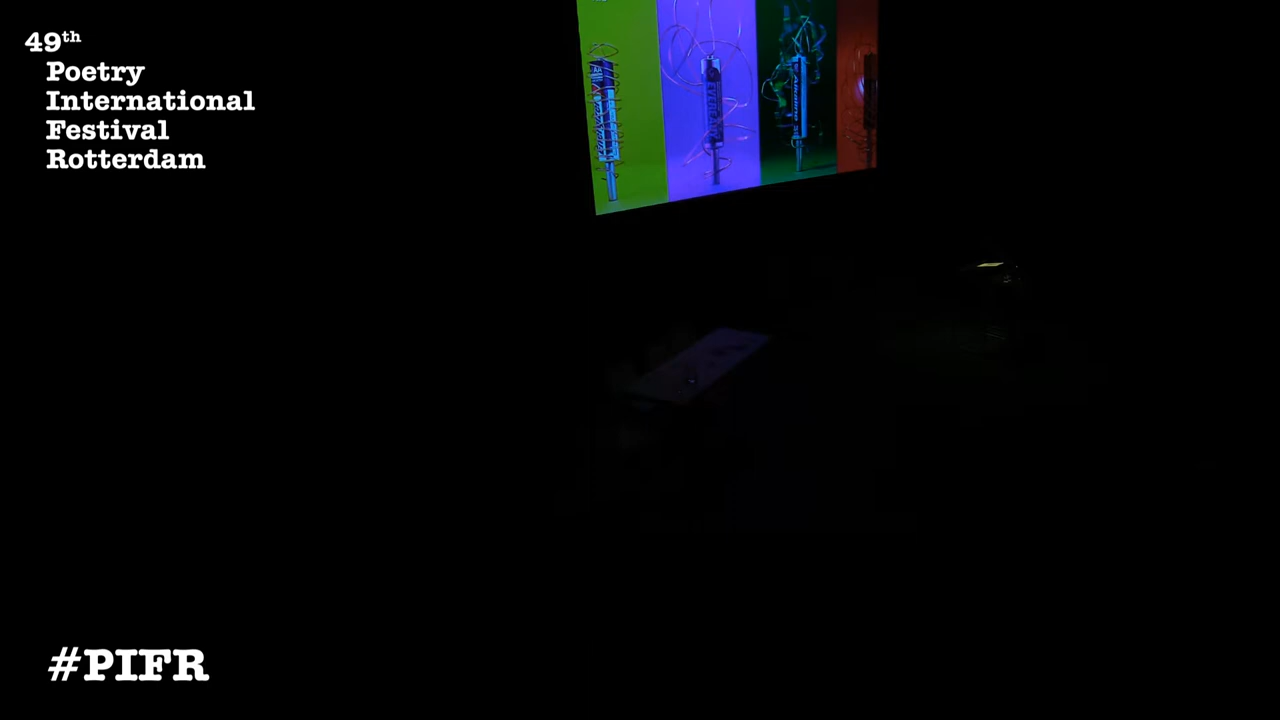 49th
Poetry
International
Festival
Rotterdam
#PIFR